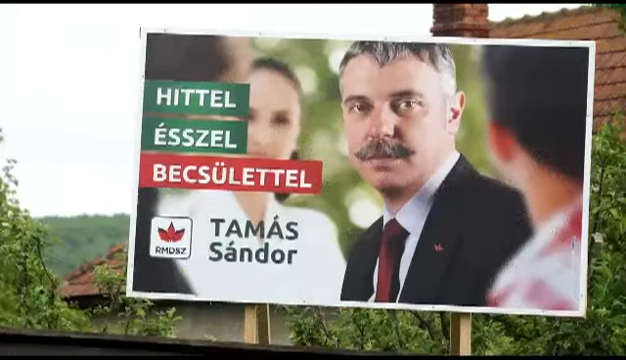 HITTEL
ÉSSZEL
BECSÜLETTEL
RMDSZ
TAMÁS
Sándor